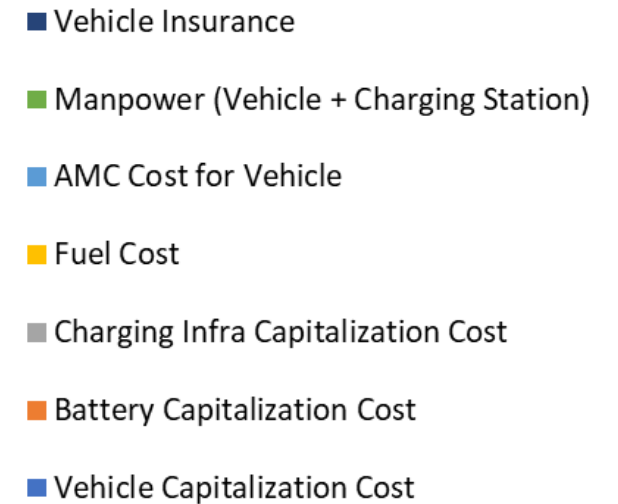 Vehicle Insurance
Manpower (Vehicle + Charging Station)
AMC Cost for Vehicle
Fuel Cost
Charging Infra Capitalization Cost
Battery Capitalization Cost
Vehicle Capitalization Cost